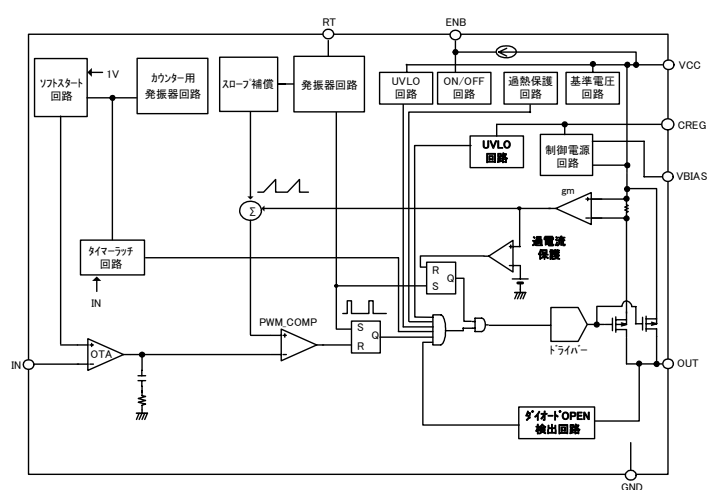 RT
ENB
VCC
ソフトスタート
回路
1V
カウンター用
発振器回路
スロープ補償
発振器回路
UVLO
回路
ON/OFF
回路
過熱保護
回路
基準電圧
回路
CREG
UVLO
回路
制御電源
回路
VBIAS
gm
Σ
タイマーラッチ
回路
IN
過電流
保護
R
S
Q
PWM_COMP
S
R
Q
ドライバー
IN
OTA
OUT
ダイオードOPEN
検出回路
GND